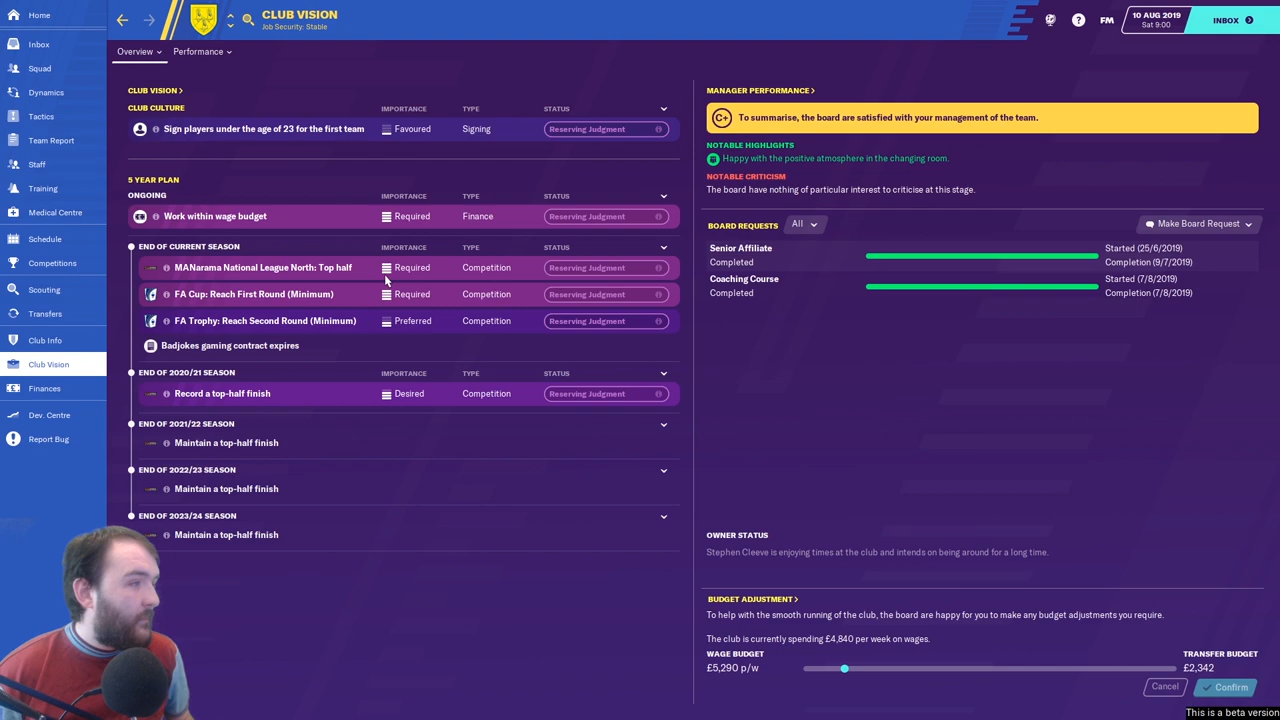 Home
Inbox
Squad
Dynamics
Tactics
Team Report
Staff
Training
Medical Centre
Schedule
Competitions
Scouting
Transfers
Club Info
Club Vision
Finances
Dev. Centre
Report Bug
CLUB VISION
Job Security: Stable
? FM
10 AUG 2019
Sat 9:00
INBOX
Overview Performance
CLUB VISION >
CLUB CULTURE IMPORTANCE TYPE STATUS
Sign players under the age of 23 for the first team Favoured Signing Reserving Judgment
5 YEAR PLAN
ONGOING IMPORTANCE TYPE STATUS
Work within wage budget Required Finance Reserving Judgment
END OF CURRENT SEASON IMPORTANCE TYPE STATUS
MANarama National League North: Top half Required Competition Reserving Judgment
FA Cup: Reach First Round (Minimum) Required Competition Reserving Judgment
FA Trophy: Reach Second Round (Minimum) Preferred Competition Reserving Judgment
Badjokes gaming contract expires
END OF 2020/21 SEASON IMPORTANCE TYPE STATUS
Record a top-half finish Desired Competition Reserving Judgment
END OF 2021/22 SEASON
Maintain a top-half finish
END OF 2022/23 SEASON
Maintain a top-half finish
END OF 2023/24 SEASON
Maintain a top-half finish
MANAGER PERFORMANCE >
C+ To summarise, the board are satisfied with your management of the team.
NOTABLE HIGHLIGHTS
Happy with the positive atmosphere in the changing room.
NOTABLE CRITICISM
The board have nothing of particular interest to criticise at this stage.
BOARD REQUESTS All Make Board Request
Senior Affiliate Started (25/6/2019)
Completed Completion (9/7/2019)
Coaching Course Started (7/8/2019)
Completed Completion (7/8/2019)
OWNER STATUS
Stephen Cleeve is enjoying times at the club and intends on being around for a long time.
BUDGET ADJUSTMENT >
To help with the smooth running of the club, the board are happy for you to make any budget adjustments you require.
The club is currently spending £4,840 per week on wages.
WAGE BUDGET TRANSFER BUDGET
£5,290 p/w £2,342
Cancel Confirm
This is a beta version